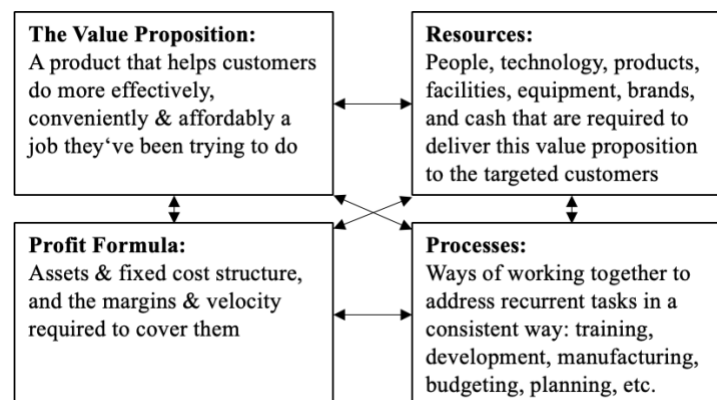 The Value Proposition:
A product that helps customers
do more effectively,
conveniently & affordably a
job they‘ve been trying to do
Resources:
People, technology, products,
facilities, equipment, brands,
and cash that are required to
deliver this value proposition
to the targeted customers
Profit Formula:
Assets & fixed cost structure,
and the margins & velocity
required to cover them
Processes:
Ways of working together to
address recurrent tasks in a
consistent way: training,
development, manufacturing,
budgeting, planning, etc.